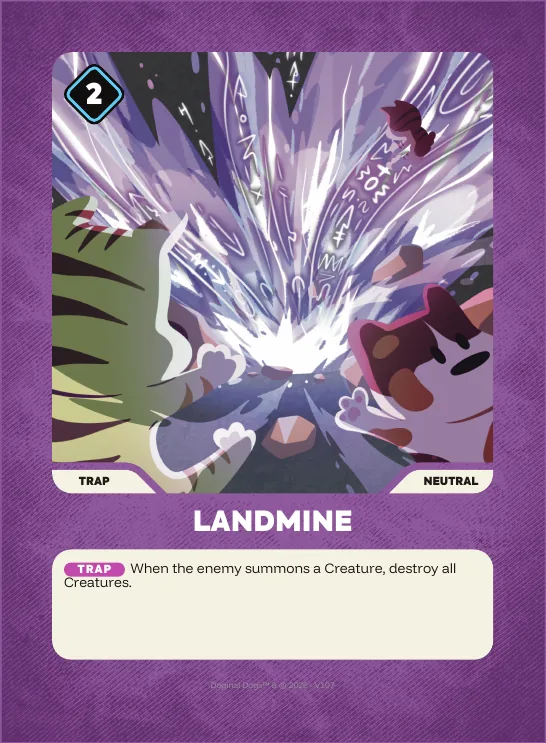 2
TRAP
NEUTRAL
LANDMINE
TRAP When the enemy summons a Creature, destroy all
Creatures.